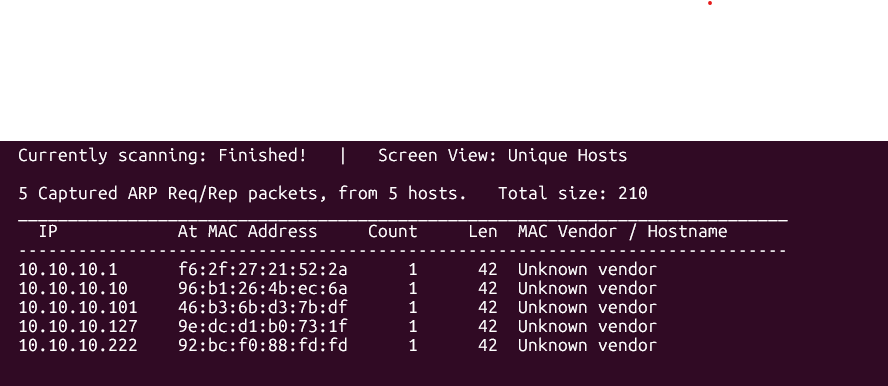 Currently scanning: Finished!   |   Screen View: Unique Hosts
5 Captured ARP Req/Rep packets, from 5 hosts.   Total size: 210
_____________________________________________________________________________
  IP            At MAC Address     Count     Len  MAC Vendor / Hostname
-----------------------------------------------------------------------------
10.10.10.1      f6:2f:27:21:52:2a      1      42  Unknown vendor
10.10.10.10     96:b1:26:4b:ec:6a      1      42  Unknown vendor
10.10.10.101    46:b3:6b:d3:7b:df      1      42  Unknown vendor
10.10.10.127    9e:dc:d1:b0:73:1f      1      42  Unknown vendor
10.10.10.222    92:bc:f0:88:fd:fd      1      42  Unknown vendor